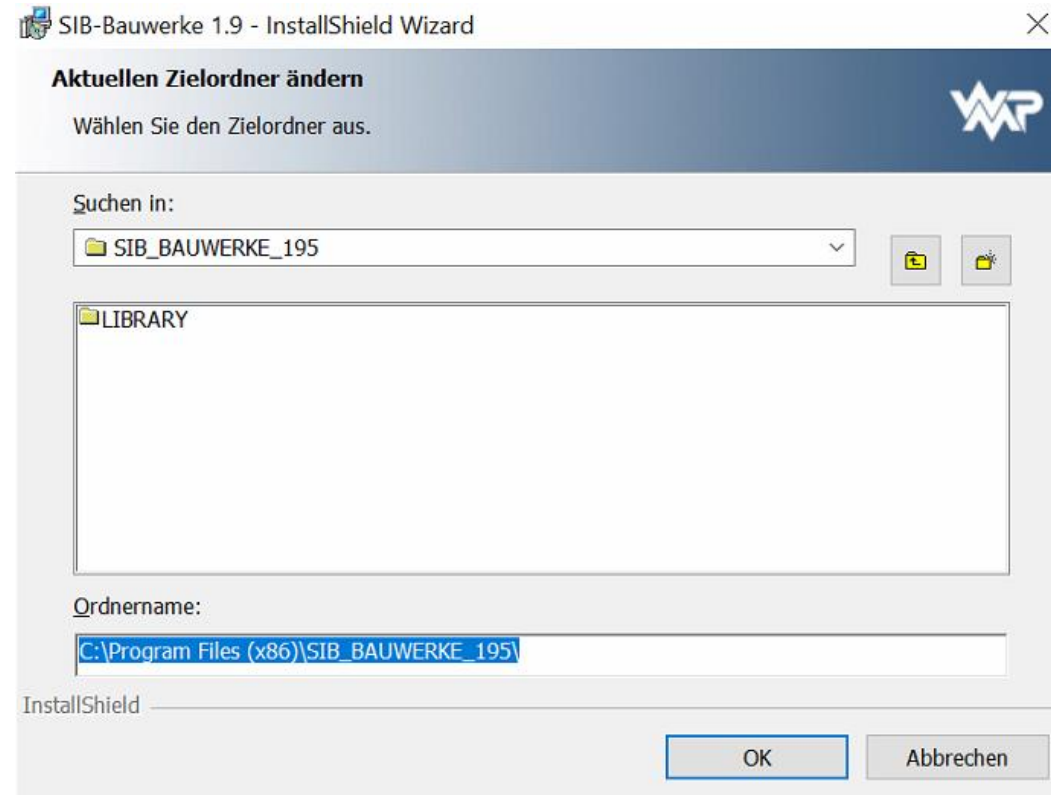 SIB-Bauwerke 1.9 - InstallShield Wizard
Aktuellen Zielordner ändern
Wählen Sie den Zielordner aus.
WMP
Suchen in:
SIB_BAUWERKE_195
LIBRARY
Ordnername:
C:\Program Files (x86)\SIB_BAUWERKE_195\
InstallShield
OK
Abbrechen